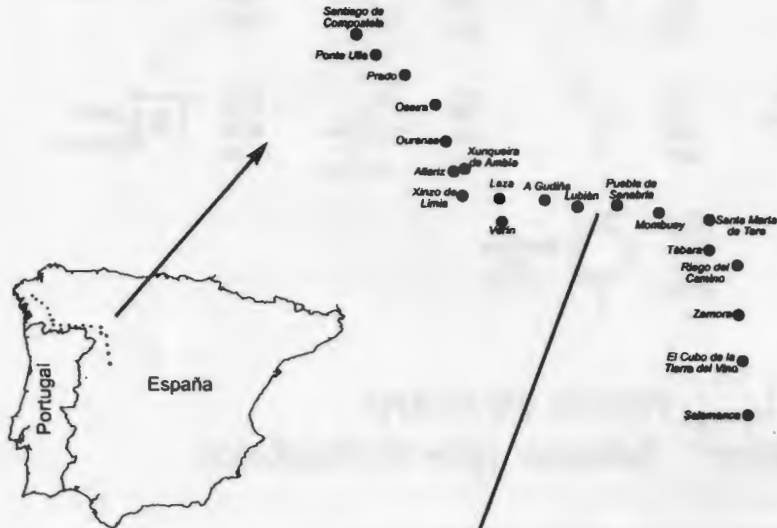 Santiago de
Compostela
Ponte Ulla
Prado
Oseira
Ourense
Xunqueira
de Ambía
Allariz
Xinzo de
Limia
Laza
Verín
A Gudiña
Lubián
Puebla de
Senabria
Mombuey
Santa Marta
de Tera
Tábara
Riego del
Camino
Zamora
El Cubo de la
Tierra del Vino
Salamanca
Portugal
España